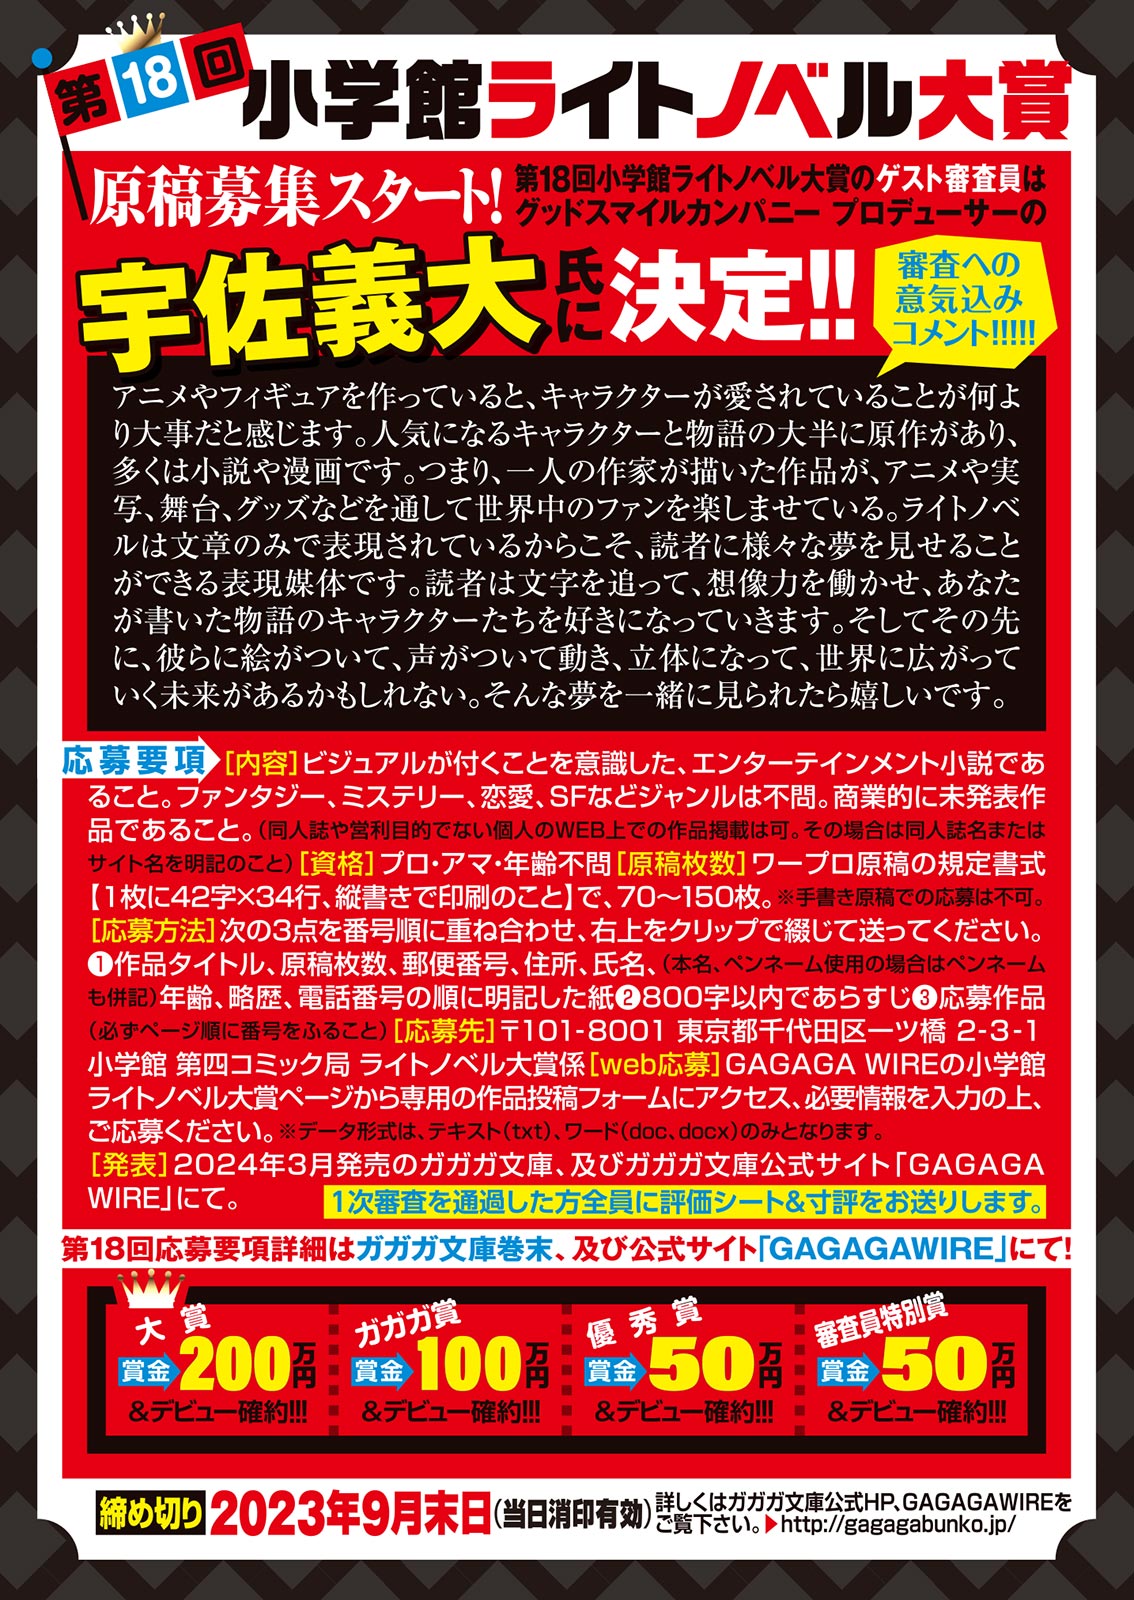 第18回
小学館ライトノベル大賞
原稿募集スタート!
第18回小学館ライトノベル大賞のゲスト審査員は
グッドスマイルカンパニー プロデューサーの
宇佐義大氏に決定!!
審査への
意気込み
コメント!!!!!
アニメやフィギュアを作っていると、キャラクターが愛されていることが何よ
り大事だと感じます。人気になるキャラクターと物語の大半に原作があり、
多くは小説や漫画です。つまり、一人の作家が描いた作品が、アニメや実
写、舞台、グッズなどを通して世界中のファンを楽しませている。ライトノベ
ルは文章のみで表現されているからこそ、読者に様々な夢を見せること
ができる表現媒体です。読者は文字を追って、想像力を働かせ、あなた
が書いた物語のキャラクターたちを好きになっていきます。そしてその先
に、彼らに絵がついて、声がついて動き、立体になって、世界に広がって
いく未来があるかもしれない。そんな夢を一緒に見られたら嬉しいです。
応募要項
[内容]ビジュアルが付くことを意識した、エンターテインメント小説であ
ること。ファンタジー、ミステリー、恋愛、SFなどジャンルは不問。商業的に未発表作
品であること。(同人誌や営利目的でない個人のWEB上での作品掲載は可。その場合は同人誌名または
サイト名を明記のこと)[資格]プロ・アマ・年齢不問[原稿枚数]ワープロ原稿の規定書式
【1枚に42字×34行、縦書きで印刷のこと】で、70～150枚。※手書き原稿での応募は不可。
[応募方法]次の3点を番号順に重ね合わせ、右上をクリップで綴じて送ってください。
❶作品タイトル、原稿枚数、郵便番号、住所、氏名、(本名、ペンネーム使用の場合はペンネーム
も併記)年齢、略歴、電話番号の順に明記した紙❷800字以内であらすじ❸応募作品
(必ずページ順に番号をふること)[応募先]〒101-8001 東京都千代田区一ツ橋 2-3-1
小学館 第四コミック局 ライトノベル大賞係[web応募]GAGAGA WIREの小学館
ライトノベル大賞ページから専用の作品投稿フォームにアクセス、必要情報を入力の上、
ご応募ください。※データ形式は、テキスト(txt)、ワード(doc、docx)のみとなります。
[発表]2024年3月発売のガガガ文庫、及びガガガ文庫公式サイト「GAGAGA
WIRE」にて。
1次審査を通過した方全員に評価シート&寸評をお送りします。
第18回応募要項詳細はガガガ文庫巻末、及び公式サイト「GAGAGAWIRE」にて!
大賞
賞金 200万円
&デビュー確約!!!
ガガガ賞
賞金 100万円
&デビュー確約!!!
優秀賞
賞金 50万円
&デビュー確約!!!
審査員特別賞
賞金 50万円
&デビュー確約!!!
締め切り 2023年9月末日(当日消印有効)
詳しくはガガガ文庫公式HP、GAGAGAWIREを
ご覧下さい。▶http://gagagabunko.jp/